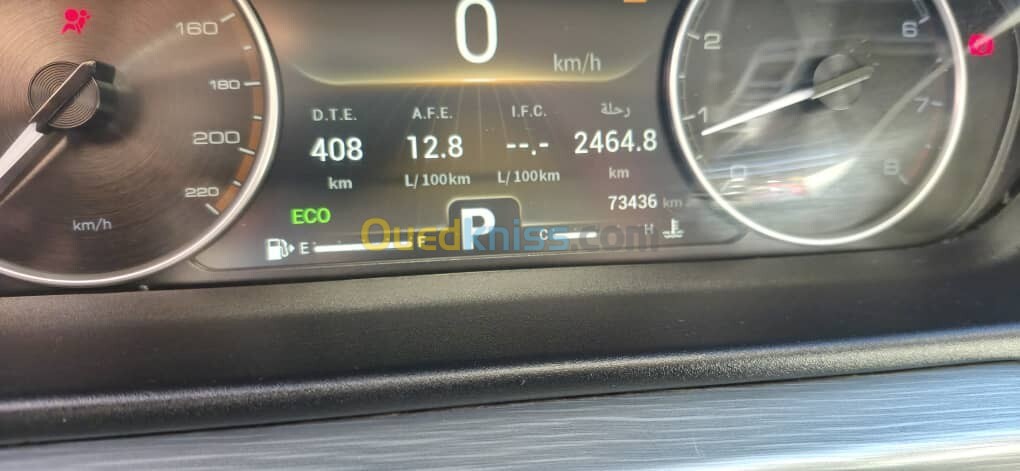 160
180
200
220
km/h
0
km/h
D.T.E. A.F.E. I.F.C. رحلة
408 12.8 --.- 2464.8
km L/100km L/100km km
73436 km
ECO
E F P C H
Ouedkniss.com
0
1
2
6
7
8